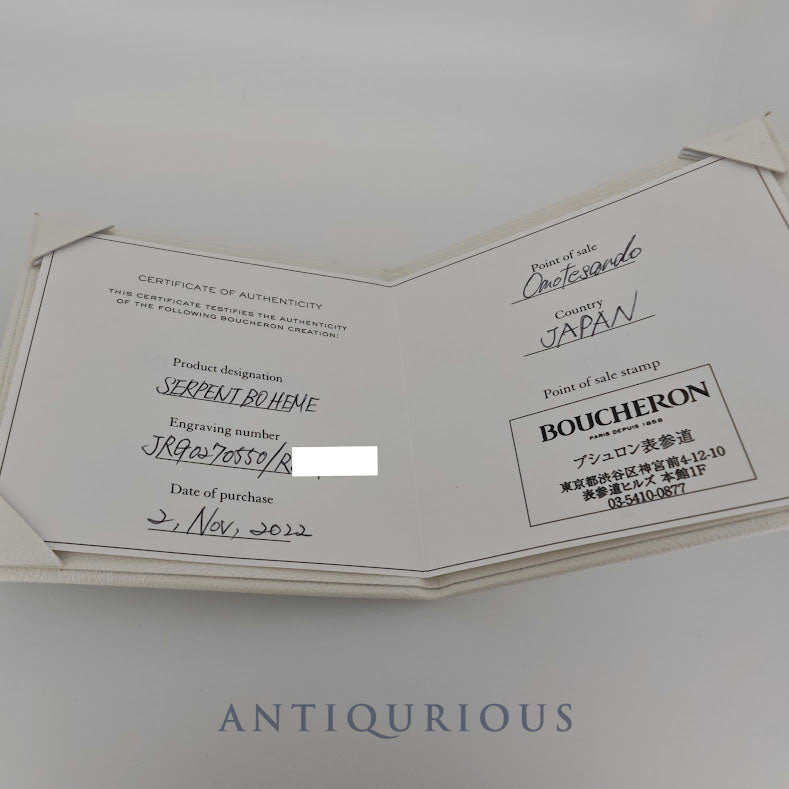 CERTIFICATE OF AUTHENTICITY
THIS CERTIFICATE TESTIFIES THE AUTHENTICITY
OF THE FOLLOWING BOUCHERON CREATION:
Product designation
SERPENT BOHEME
Engraving number
JRG0270550/R
Date of purchase
2, Nov, 2022
Point of sale
Omotesando
Country
JAPAN
Point of sale stamp
BOUCHERON
PARIS DEPUIS 1858
ブシュロン表参道
東京都渋谷区神宮前4-12-10
表参道ヒルズ 本館1F
03-5410-0877
ANTIQURIOUS